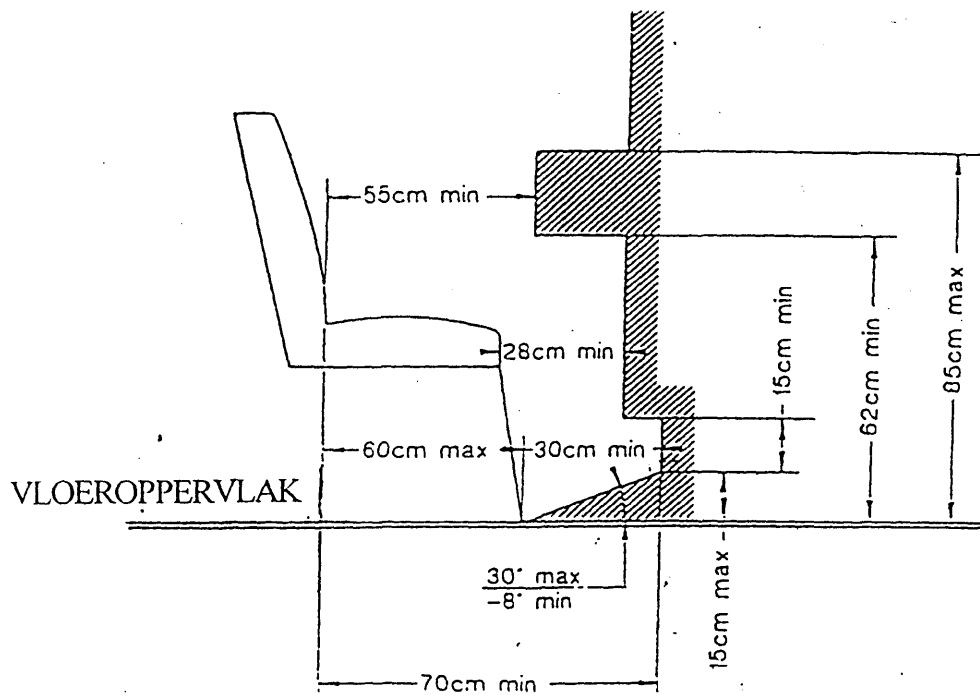 55cm min
28cm min
15cm min
62cm min
85cm max
60cm max
30cm min
VLOEROPPERVLAK
30° max
-8° min
15cm max
70cm min